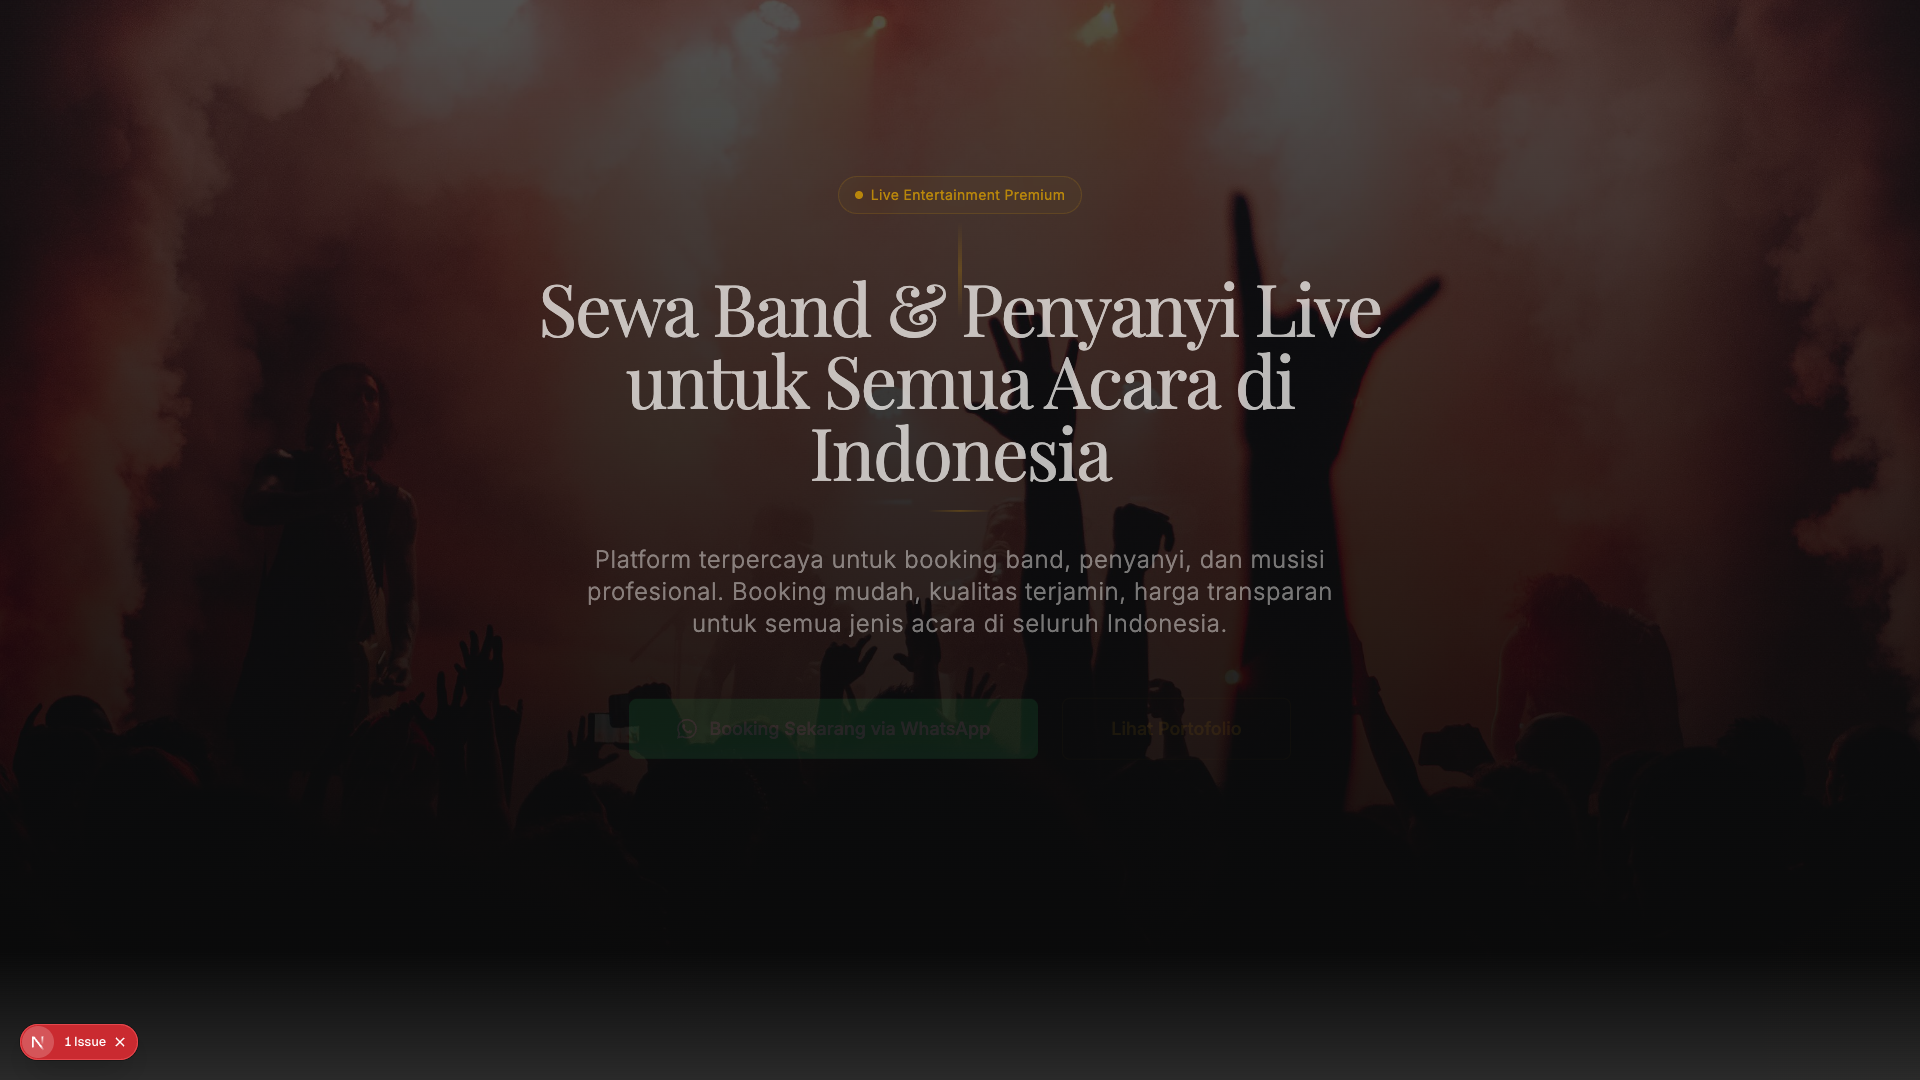 Live Entertainment Premium
Sewa Band & Penyanyi Live
untuk Semua Acara di
Indonesia
Platform terpercaya untuk booking band, penyanyi, dan musisi
profesional. Booking mudah, kualitas terjamin, harga transparan
untuk semua jenis acara di seluruh Indonesia.
Booking Sekarang via WhatsApp
Lihat Portofolio
N 1 Issue